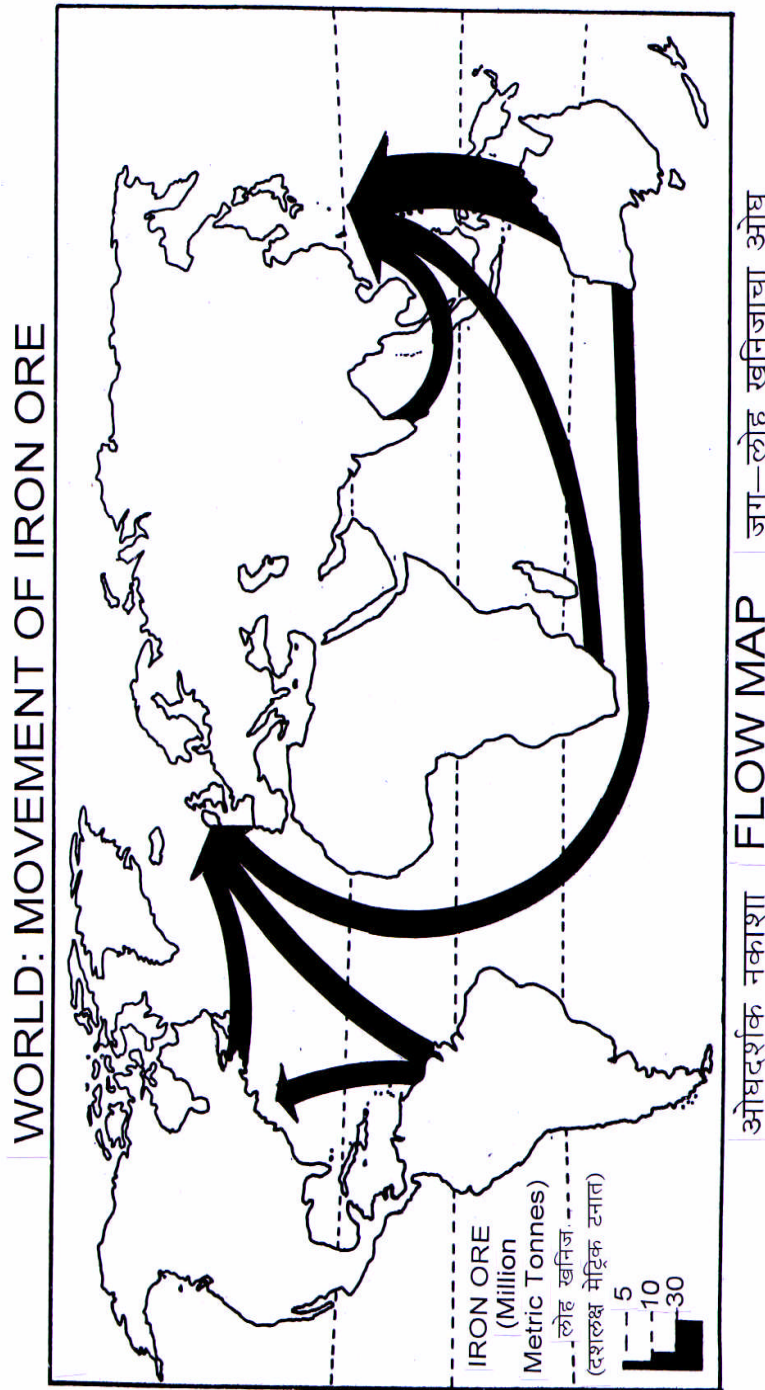 WORLD: MOVEMENT OF IRON ORE
IRON ORE
(Million
Metric Tonnes)
लोह खनिज
(दशलक्ष मेट्रिक टनात)
5
10
30
ओघदर्शक नकाशा
FLOW MAP
जग–लोह खनिजाचा ओघ